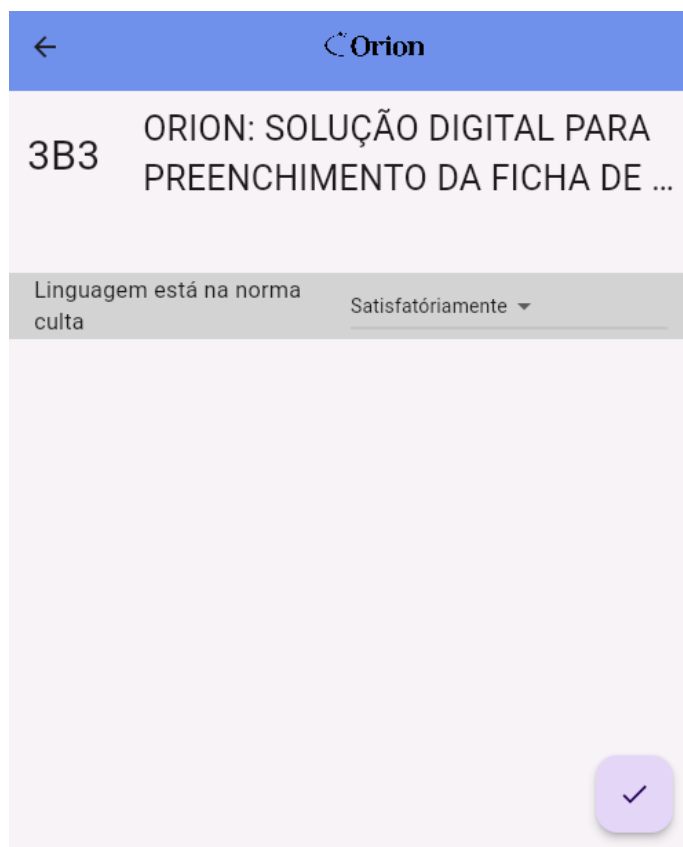 Orion
3B3
ORION: SOLUÇÃO DIGITAL PARA
PREENCHIMENTO DA FICHA DE ...
Linguagem está na norma
culta
Satisfatóriamente